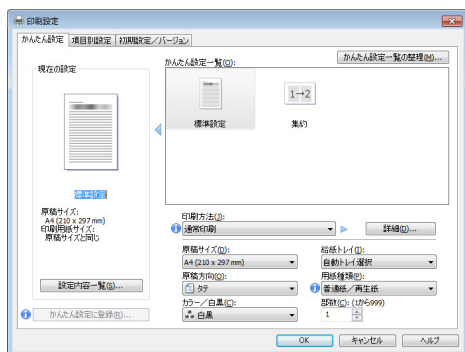 印刷設定
かんたん設定 項目別設定 初期設定／バージョン
現在の設定
かんたん設定一覧(Q):
かんたん設定一覧の整理(M)...
標準設定
1→2
集約
標準設定
原稿サイズ:
A4 (210 x 297 mm)
印刷用紙サイズ:
原稿サイズと同じ
設定内容一覧(S)...
かんたん設定に登録(R)...
印刷方法(J):
通常印刷
詳細(D)...
原稿サイズ(D):
A4 (210 x 297 mm)
給紙トレイ(I):
自動トレイ選択
原稿方向(O):
タテ
用紙種類(P):
普通紙／再生紙
カラー／白黒(C):
白黒
部数(C): (1から999)
1
OK キャンセル ヘルプ